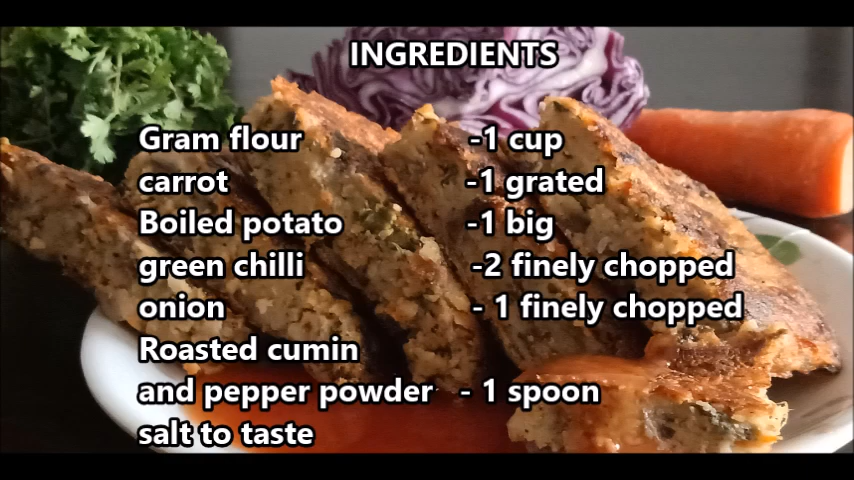 INGREDIENTS
Gram flour -1 cup
carrot -1 grated
Boiled potato -1 big
green chilli -2 finely chopped
onion - 1 finely chopped
Roasted cumin
and pepper powder - 1 spoon
salt to taste